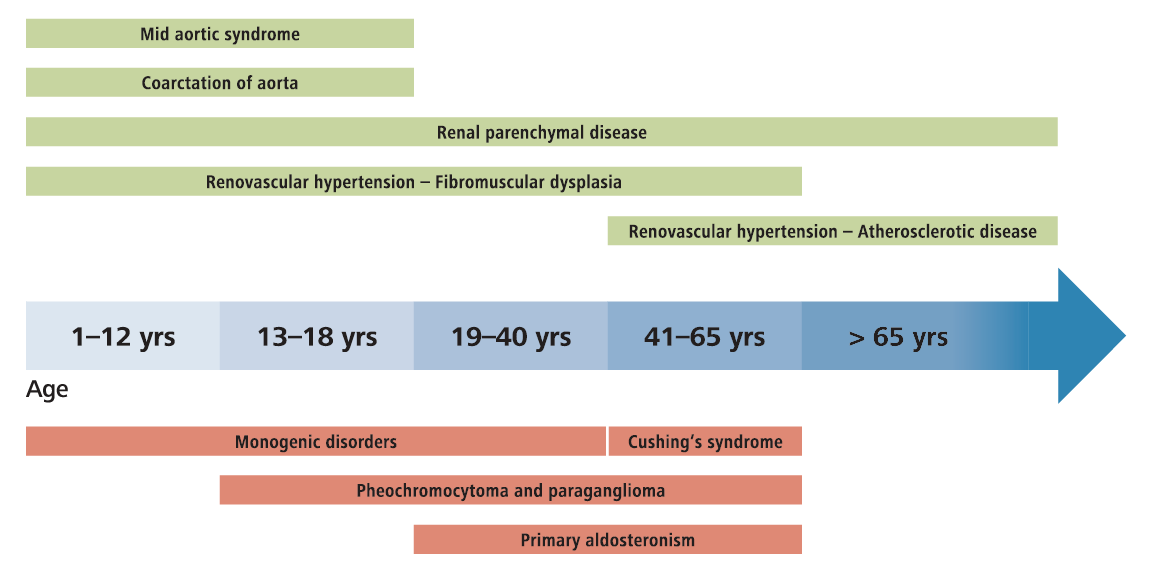 Mid aortic syndrome
Coarctation of aorta
Renal parenchymal disease
Renovascular hypertension – Fibromuscular dysplasia
Renovascular hypertension – Atherosclerotic disease
1–12 yrs 13–18 yrs 19–40 yrs 41–65 yrs > 65 yrs
Age
Monogenic disorders Cushing's syndrome
Pheochromocytoma and paraganglioma
Primary aldosteronism